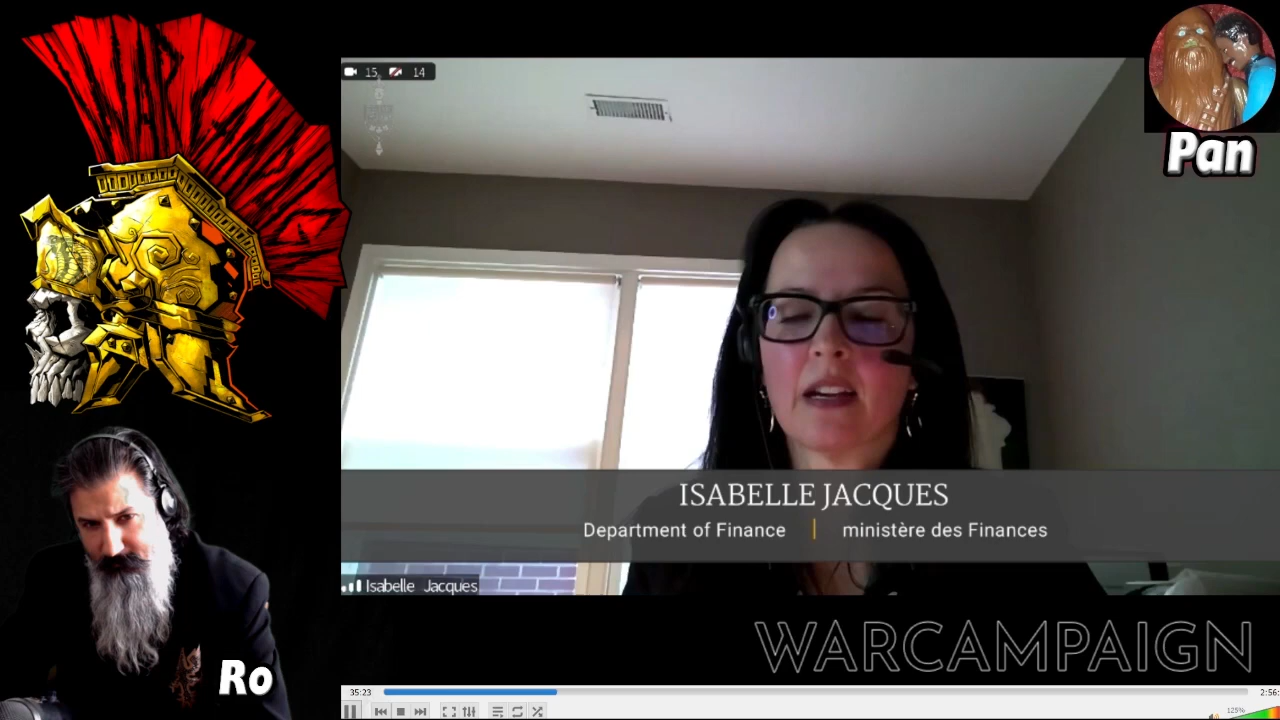 15 14
Pan
ISABELLE JACQUES
Department of Finance | ministère des Finances
Isabelle Jacques
Ro
WARCAMPAIGN
35:23
2:56:
125%